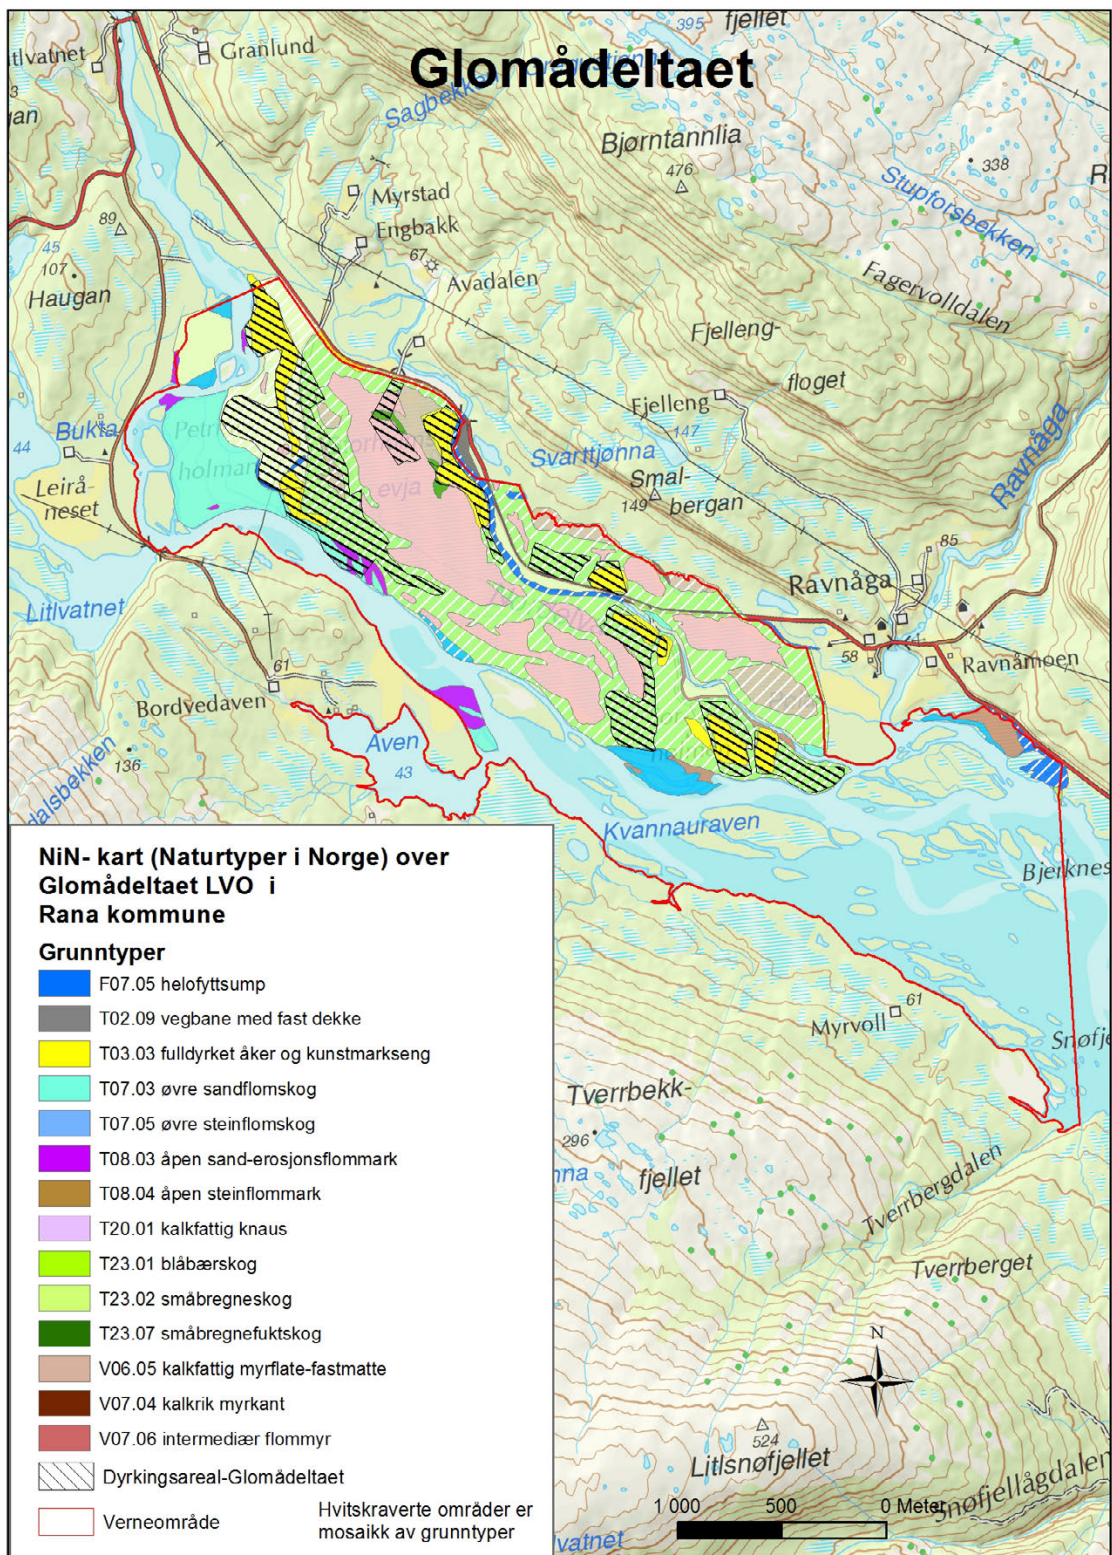 Glomådeltaet
395
fjellet
Granlund
Sagbekken
Bjørntannlia
476
338
Stupforsbekken
Myrstad
Engbakk
89
45
107
Haugan
67
Avadalen
Fagervolldalen
Fjelleng-
floget
Fjelleng
147
Svarttjønna
Smal-
bergan
149
Ravnåga
Bukta
44
Leirå-
neset
holman
evja
85
Ravnåga
58
Ravnåmoen
Litlvatnet
61
Bordvedaven
Aven
43
136
dalsbekken
Kvannauraven
Bjerknes
Myrvoll
61
Snøfje
Tverrbekk-
fjellet
296
Tverrbergdalen
Tverrberget
N
524
Litlsnøfjellet
Snøfjellågdalen
lvatnet
NiN- kart (Naturtyper i Norge) over
Glomådeltaet LVO i
Rana kommune
Grunntyper
F07.05 helofyttsump
T02.09 vegbane med fast dekke
T03.03 fulldyrket åker og kunstmarkseng
T07.03 øvre sandflomskog
T07.05 øvre steinflomskog
T08.03 åpen sand-erosjonsflommark
T08.04 åpen steinflommark
T20.01 kalkfattig knaus
T23.01 blåbærskog
T23.02 småbregneskog
T23.07 småbregnefuktskog
V06.05 kalkfattig myrflate-fastmatte
V07.04 kalkrik myrkant
V07.06 intermediær flommyr
Dyrkingsareal-Glomådeltaet
Verneområde
Hvitskraverte områder er
mosaikk av grunntyper
1 000 500 0 Meter